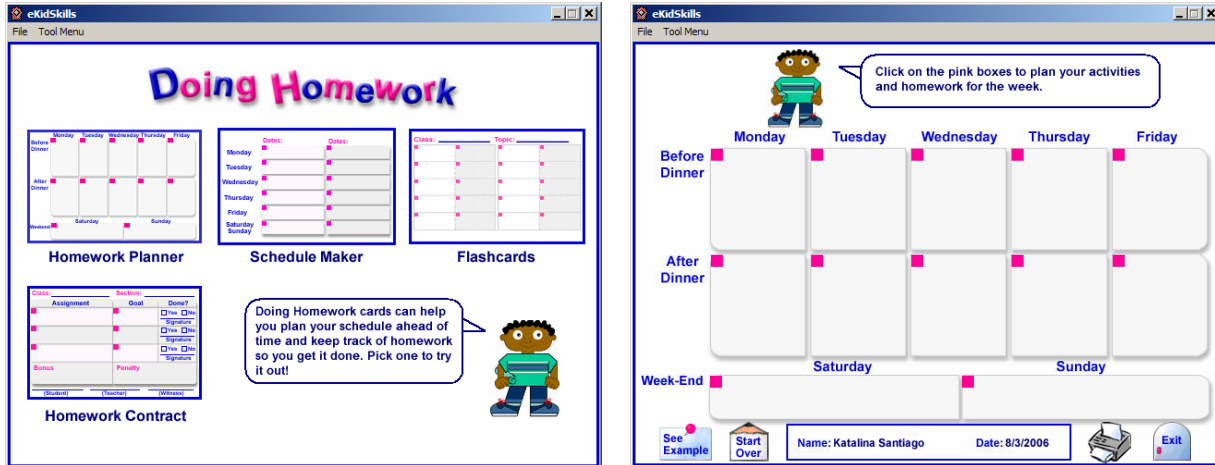 eKidSkills
File Tool Menu
Doing Homework
Monday Tuesday Wednesday Thursday Friday
Before
Dinner
After
Dinner
Saturday Sunday
Weekend
Homework Planner
Dates: Dates:
Monday
Tuesday
Wednesday
Thursday
Friday
Saturday
Sunday
Schedule Maker
Class: Topic:
Flashcards
Class: Section:
Assignment Goal Done?
Yes No
Signature
Yes No
Signature
Yes No
Signature
Bonus Penalty
(Student) (Teacher) (Witness)
Homework Contract
Doing Homework cards can help
you plan your schedule ahead of
time and keep track of homework
so you get it done. Pick one to try
it out!
eKidSkills
File Tool Menu
Click on the pink boxes to plan your activities
and homework for the week.
Monday Tuesday Wednesday Thursday Friday
Before
Dinner
After
Dinner
Saturday Sunday
Week-End
See
Example
Start
Over
Name: Katalina Santiago Date: 8/3/2006
Exit